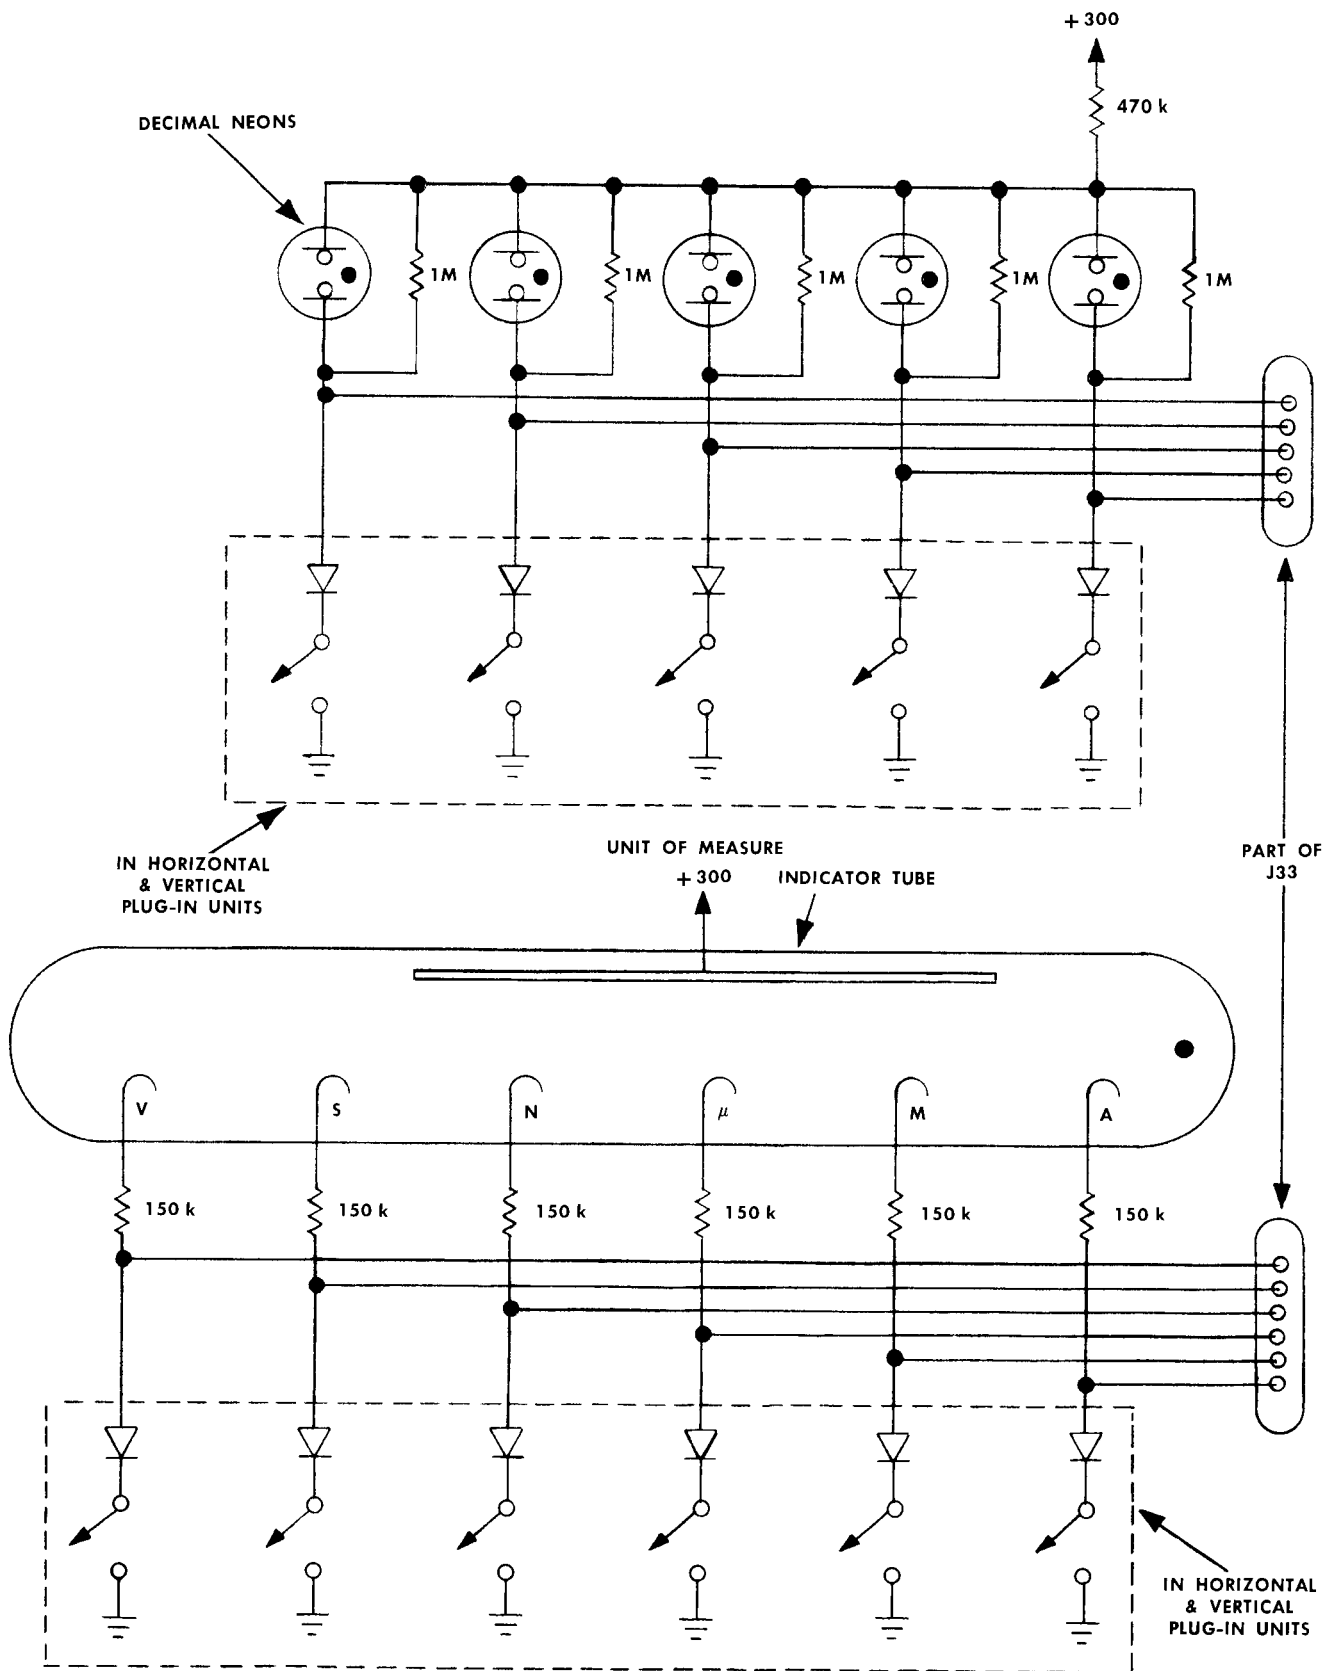 +300
470 k
DECIMAL NEONS
1M
1M
1M
1M
1M
IN HORIZONTAL
& VERTICAL
PLUG-IN UNITS
UNIT OF MEASURE
+300
INDICATOR TUBE
PART OF
J33
V
S
N
μ
M
A
150 k
150 k
150 k
150 k
150 k
150 k
IN HORIZONTAL
& VERTICAL
PLUG-IN UNITS